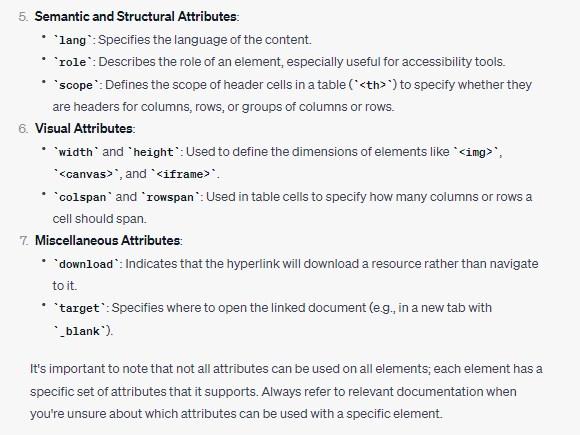 5. Semantic and Structural Attributes:
• `lang`: Specifies the language of the content.
• `role`: Describes the role of an element, especially useful for accessibility tools.
• `scope`: Defines the scope of header cells in a table (`<th>`) to specify whether they
are headers for columns, rows, or groups of columns or rows.
6. Visual Attributes:
• `width` and `height`: Used to define the dimensions of elements like `<img>`,
`<canvas>`, and `<iframe>`.
• `colspan` and `rowspan`: Used in table cells to specify how many columns or rows a
cell should span.
7. Miscellaneous Attributes:
• `download`: Indicates that the hyperlink will download a resource rather than navigate
to it.
• `target`: Specifies where to open the linked document (e.g., in a new tab with
`_blank`).
It's important to note that not all attributes can be used on all elements; each element has a
specific set of attributes that it supports. Always refer to relevant documentation when
you're unsure about which attributes can be used with a specific element.